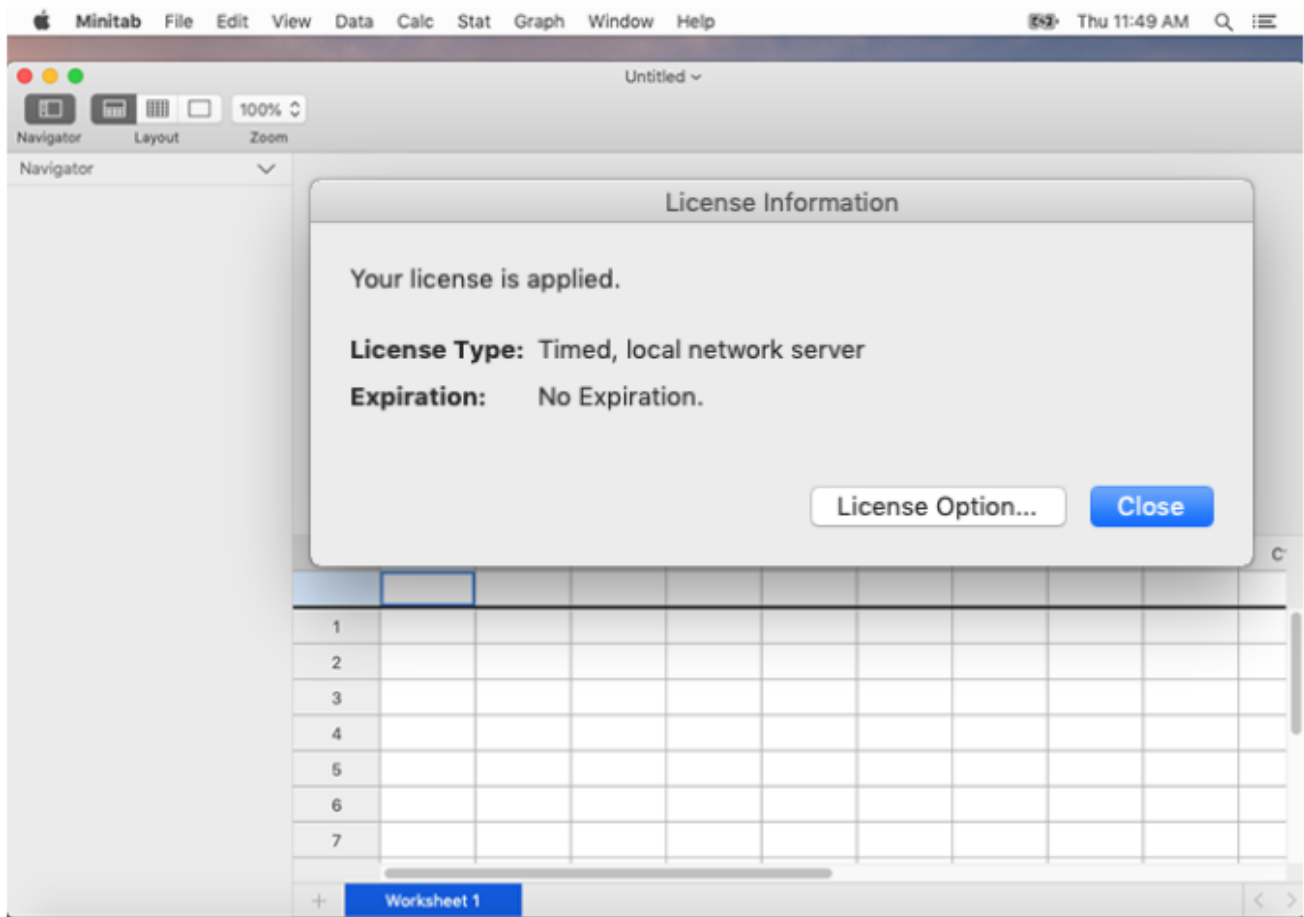 Minitab File Edit View Data Calc Stat Graph Window Help Thu 11:49 AM
Untitled
100%
Navigator Layout Zoom
Navigator
License Information
Your license is applied.
License Type: Timed, local network server
Expiration: No Expiration.
License Option... Close
1
2
3
4
5
6
7
+ Worksheet 1